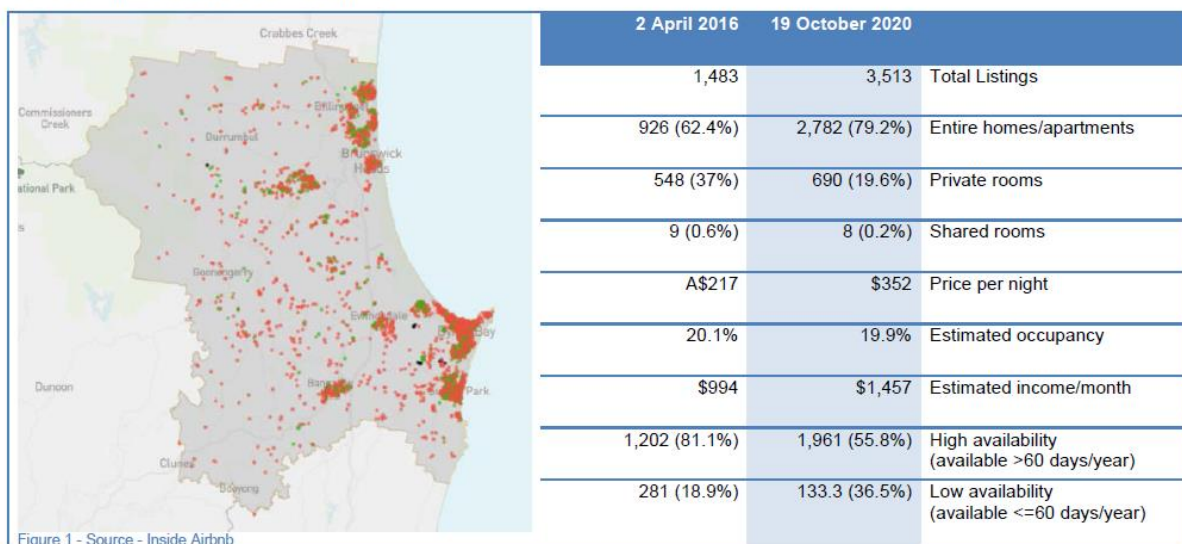 Crabbes Creek
Commissioners
Creek
Billinudgel
Durrumbul
Brunswick
Heads
ational Park
Goonengerry
Ewingsdale
Byron Bay
Dunoon
Bangalow
Park
Clunes
Booyong
Figure 1 - Source - Inside Airbnb
2 April 2016 19 October 2020
1,483 3,513 Total Listings
926 (62.4%) 2,782 (79.2%) Entire homes/apartments
548 (37%) 690 (19.6%) Private rooms
9 (0.6%) 8 (0.2%) Shared rooms
A$217 $352 Price per night
20.1% 19.9% Estimated occupancy
$994 $1,457 Estimated income/month
1,202 (81.1%) 1,961 (55.8%) High availability
(available >60 days/year)
281 (18.9%) 133.3 (36.5%) Low availability
(available <=60 days/year)